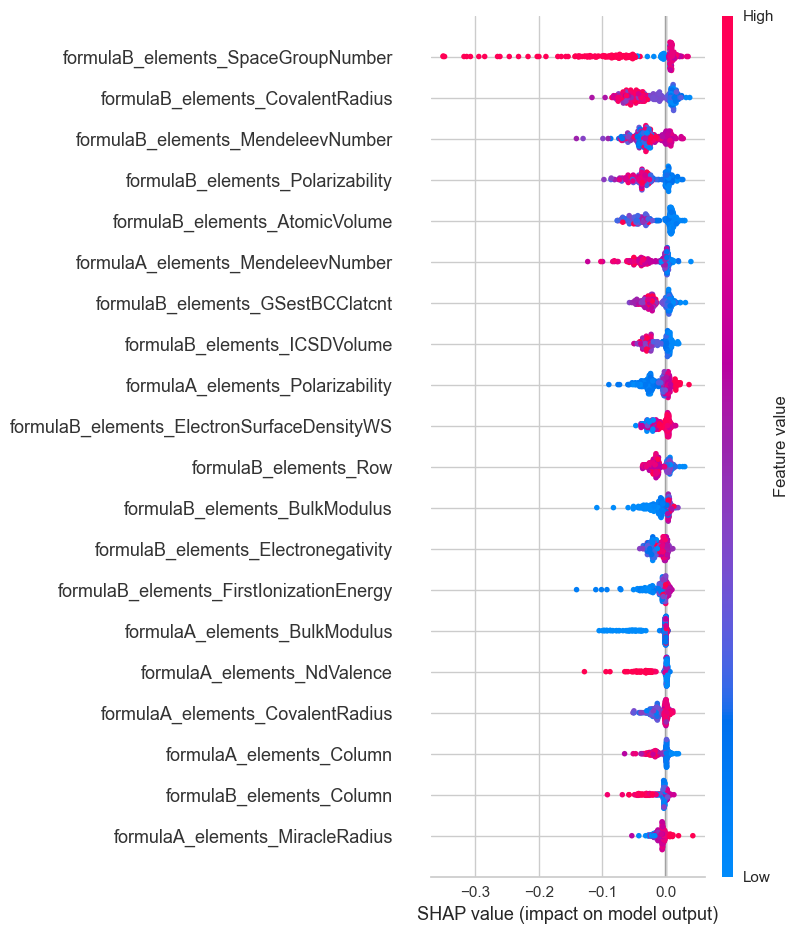 High
formulaB_elements_SpaceGroupNumber
formulaB_elements_CovalentRadius
formulaB_elements_MendeleevNumber
formulaB_elements_Polarizability
formulaB_elements_AtomicVolume
formulaA_elements_MendeleevNumber
formulaB_elements_GSestBCClatcnt
formulaB_elements_ICSDVolume
formulaA_elements_Polarizability
formulaB_elements_ElectronSurfaceDensityWS
formulaB_elements_Row
formulaB_elements_BulkModulus
formulaB_elements_Electronegativity
formulaB_elements_FirstIonizationEnergy
formulaA_elements_BulkModulus
formulaA_elements_NdValence
formulaA_elements_CovalentRadius
formulaA_elements_Column
formulaB_elements_Column
formulaA_elements_MiracleRadius
Feature value
Low
−0.3 −0.2 −0.1 0.0
SHAP value (impact on model output)